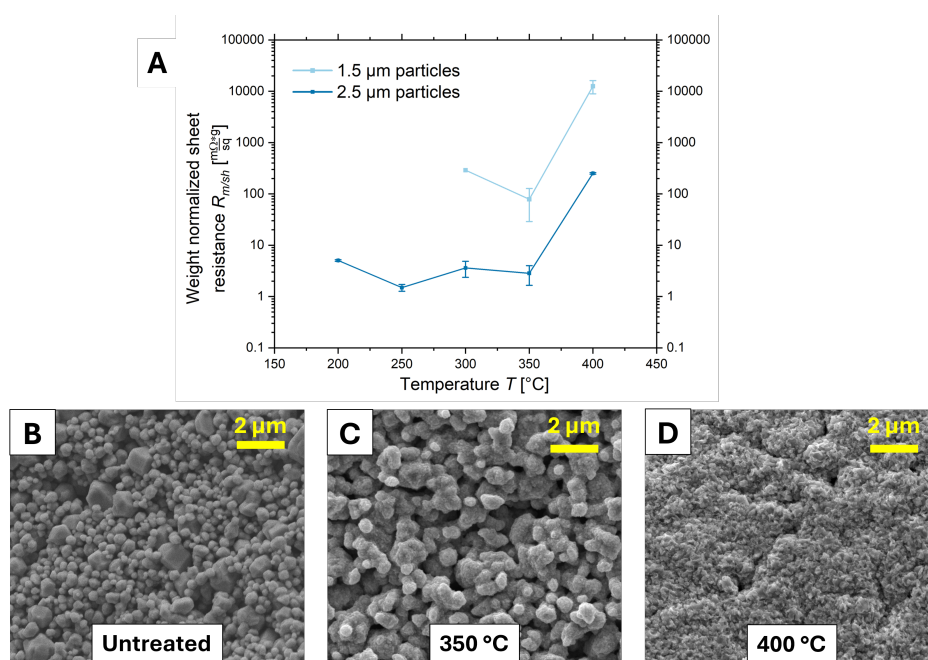 A
100000
10000
1000
100
10
1
0.1
100000
10000
1000
100
10
1
0.1
1.5 µm particles
2.5 µm particles
Weight normalized sheet
resistance R_m/sh [mΩ*g/sq]
150 200 250 300 350 400 450
Temperature T [°C]
B
2 µm
Untreated
C
2 µm
350 °C
D
2 µm
400 °C